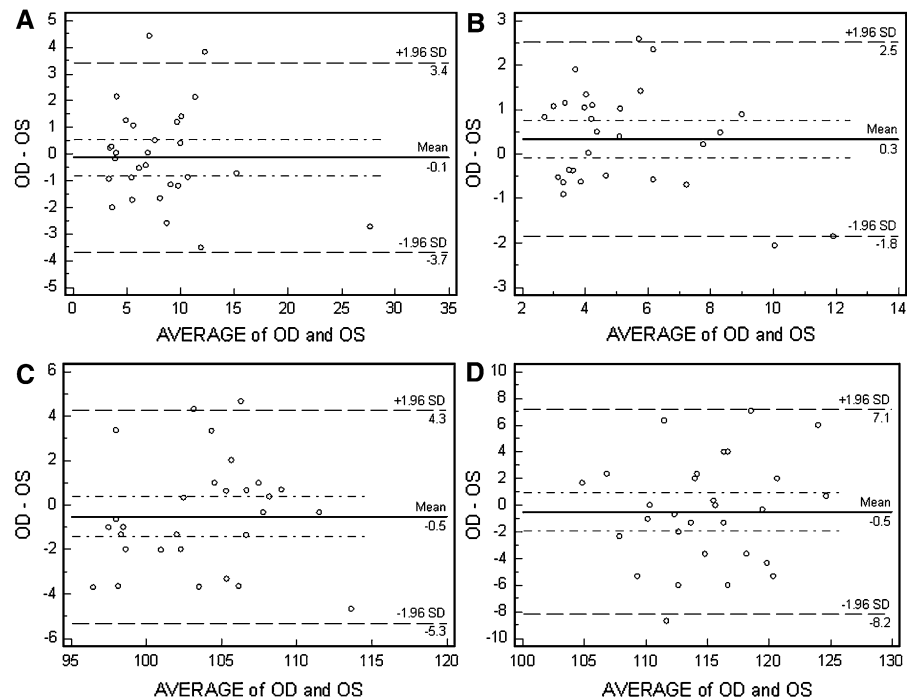 A
5
4
3
2
1
0
-1
-2
-3
-4
-5
OD - OS
+1.96 SD
3.4
Mean
-0.1
-1.96 SD
-3.7
0 5 10 15 20 25 30 35
AVERAGE of OD and OS
B
3
2
1
0
-1
-2
-3
OD - OS
+1.96 SD
2.5
Mean
0.3
-1.96 SD
-1.8
2 4 6 8 10 12 14
AVERAGE of OD and OS
C
6
4
2
0
-2
-4
-6
OD - OS
+1.96 SD
4.3
Mean
-0.5
-1.96 SD
-5.3
95 100 105 110 115 120
AVERAGE of OD and OS
D
10
8
6
4
2
0
-2
-4
-6
-8
-10
OD - OS
+1.96 SD
7.1
Mean
-0.5
-1.96 SD
-8.2
100 105 110 115 120 125 130
AVERAGE of OD and OS